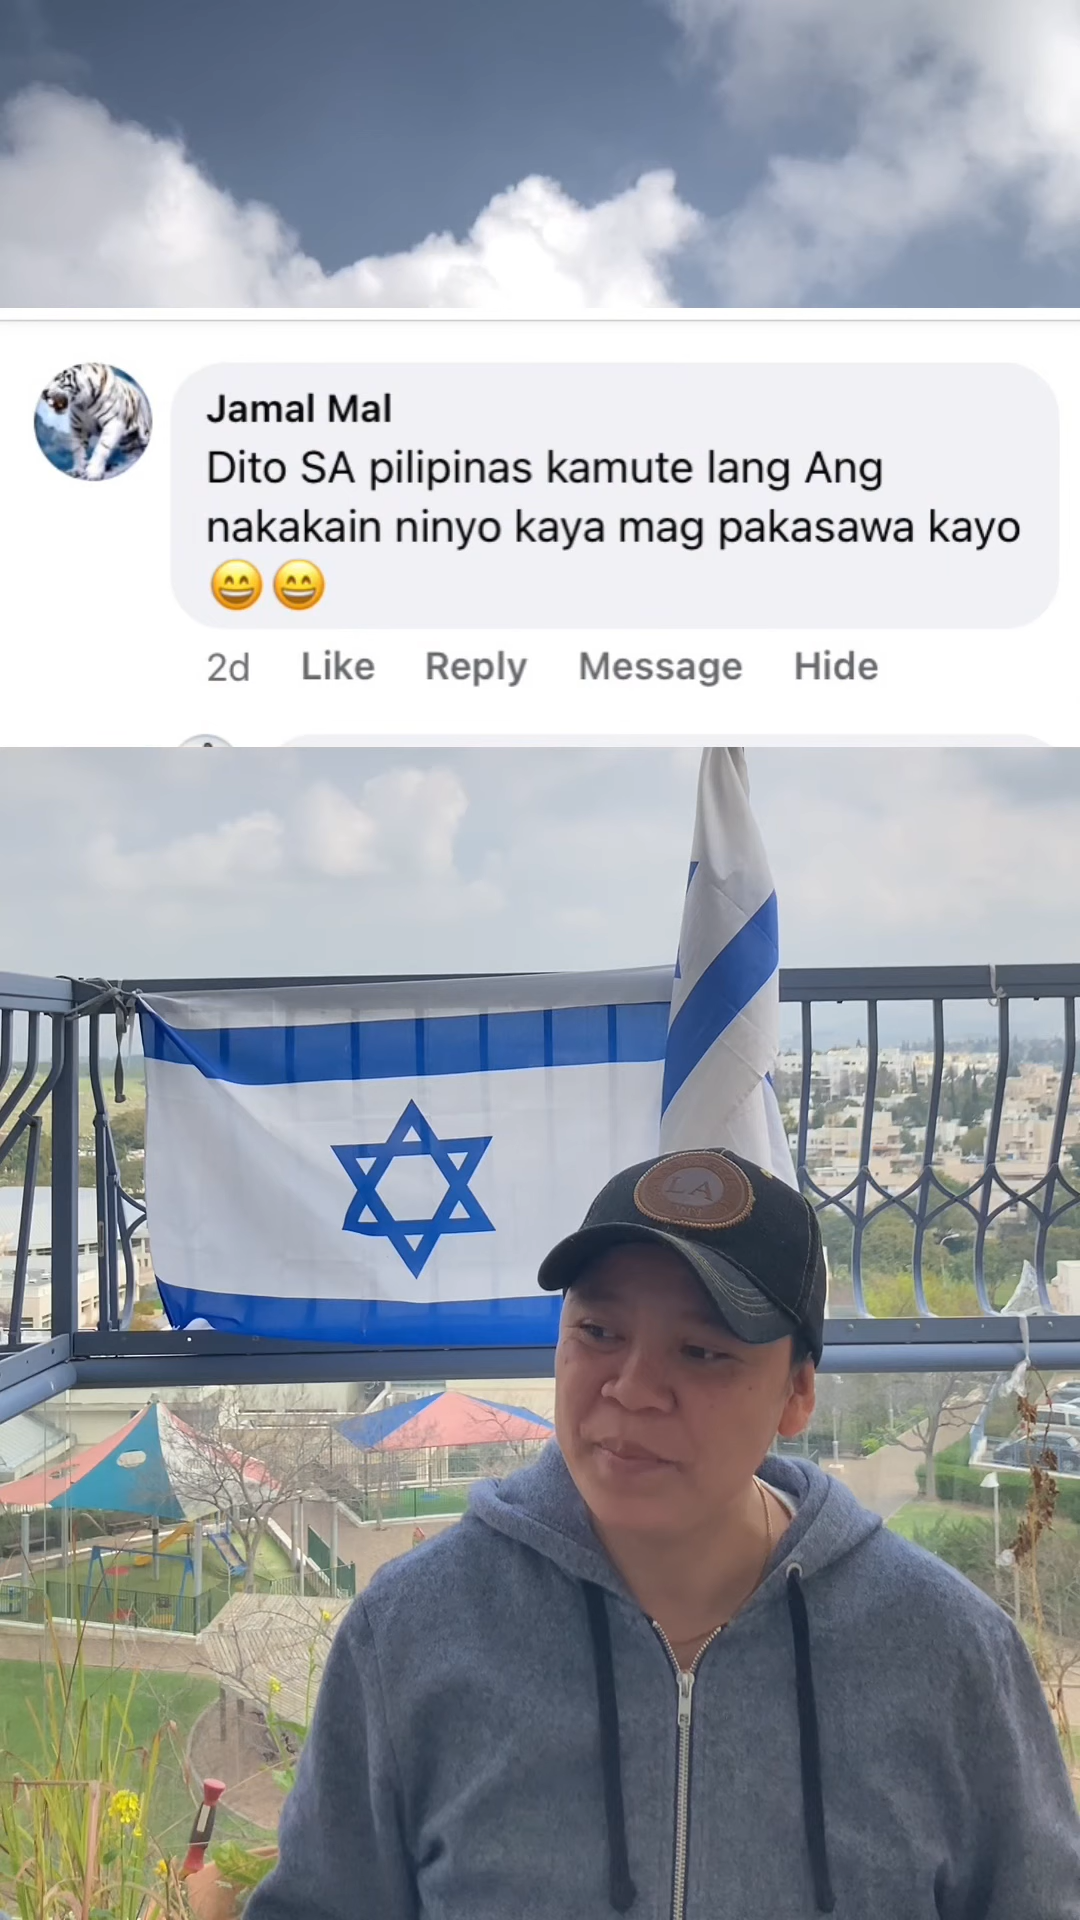 Jamal Mal
Dito SA pilipinas kamute lang Ang
nakakain ninyo kaya mag pakasawa kayo
😄😄
2d Like Reply Message Hide
LA